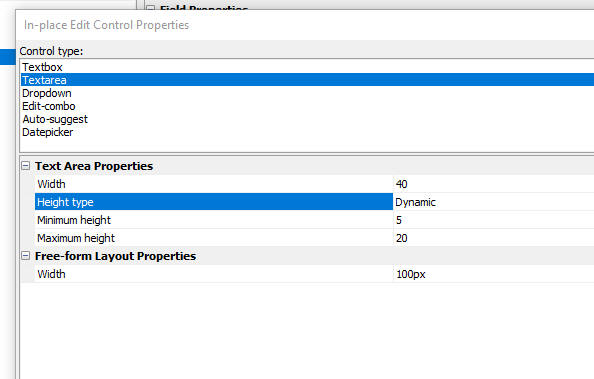 Field Properties
In-place Edit Control Properties
Control type:
Textbox
Textarea
Dropdown
Edit-combo
Auto-suggest
Datepicker
Text Area Properties
Width 40
Height type Dynamic
Minimum height 5
Maximum height 20
Free-form Layout Properties
Width 100px